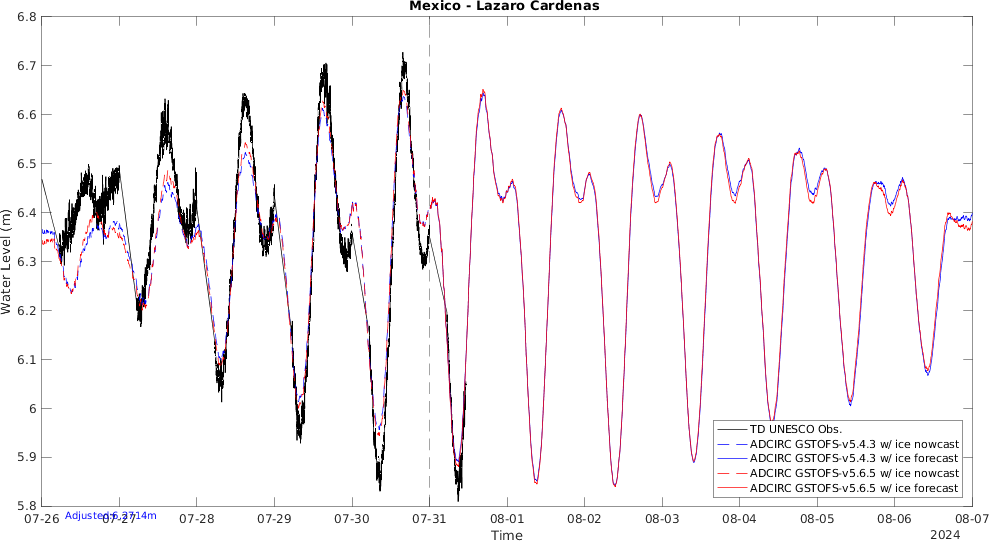 Mexico - Lazaro Cardenas
Water Level (m)
6.8
6.7
6.6
6.5
6.4
6.3
6.2
6.1
6
5.9
5.8
TD UNESCO Obs.
ADCIRC GSTOFS-v5.4.3 w/ ice nowcast
ADCIRC GSTOFS-v5.4.3 w/ ice forecast
ADCIRC GSTOFS-v5.6.5 w/ ice nowcast
ADCIRC GSTOFS-v5.6.5 w/ ice forecast
07-26 07-27 07-28 07-29 07-30 07-31 08-01 08-02 08-03 08-04 08-05 08-06 08-07
Adjusted 6.2714m
Time
2024